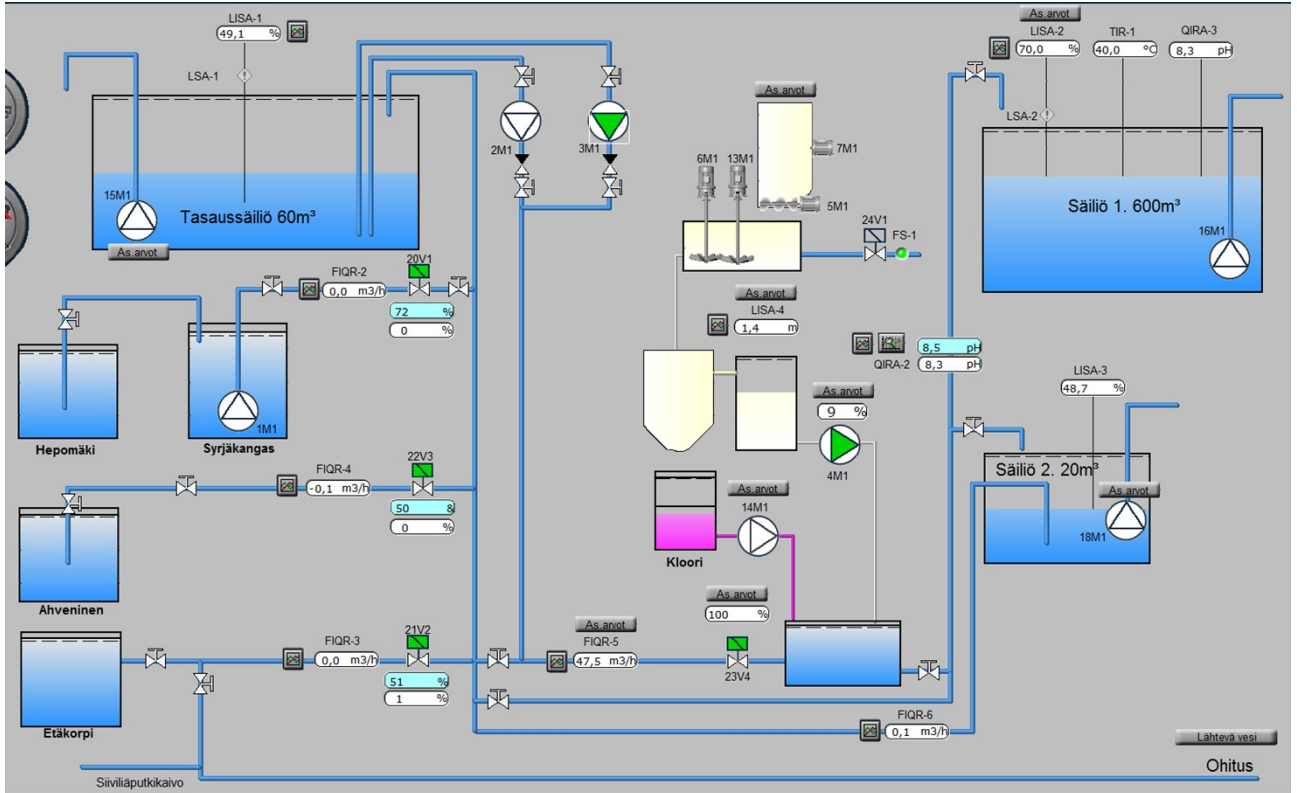 LISA-1
49,1 %
LSA-1
15M1
Tasaussäiliö 60m³
As.arvot
2M1
3M1
As.arvot
6M1
13M1
7M1
5M1
24V1
FS-1
As.arvot
LISA-2
TIR-1
QIRA-3
70,0 %
40,0 °C
8,3 pH
LSA-2
Säiliö 1. 600m³
16M1
FIQR-2
20V1
0,0 m3/h
72 %
0 %
Hepomäki
1M1
Syrjäkangas
As.arvot
LISA-4
1,4 m
8,5 pH
QIRA-2
8,3 pH
As.arvot
9 %
4M1
LISA-3
48,7 %
Säiliö 2. 20m³
As.arvot
18M1
FIQR-4
22V3
-0,1 m3/h
50 &
0 %
Ahveninen
As.arvot
14M1
Kloori
FIQR-3
21V2
0,0 m3/h
51 %
1 %
Etäkorpi
As.arvot
FIQR-5
47,5 m3/h
As.arvot
100 %
23V4
FIQR-6
0,1 m3/h
Lähtevä vesi
Ohitus
Siiviläputkikaivo